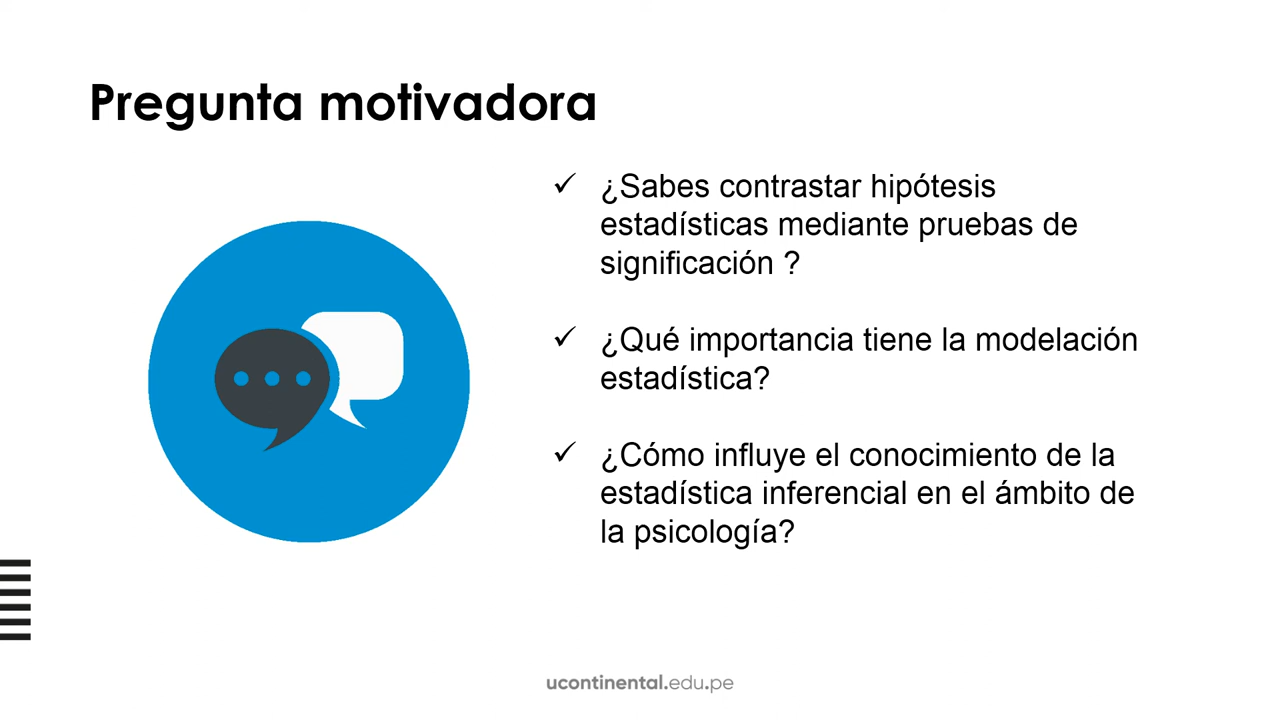 Pregunta motivadora
✓ ¿Sabes contrastar hipótesis
estadísticas mediante pruebas de
significación ?
✓ ¿Qué importancia tiene la modelación
estadística?
✓ ¿Cómo influye el conocimiento de la
estadística inferencial en el ámbito de
la psicología?
ucontinental.edu.pe